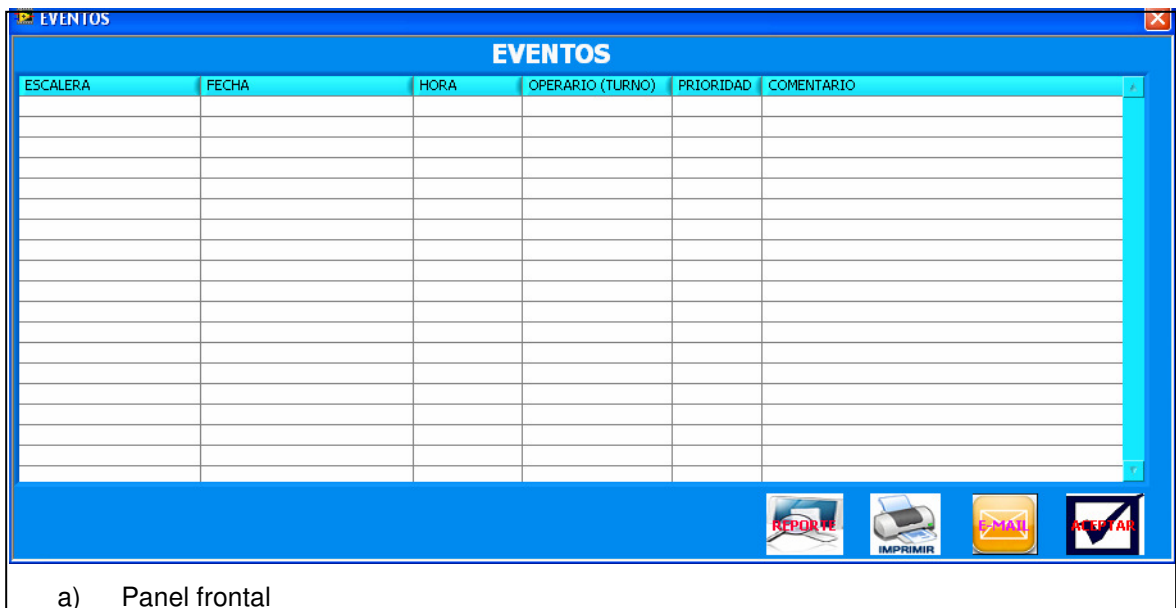 EVENTOS
EVENTOS
ESCALERA FECHA HORA OPERARIO (TURNO) PRIORIDAD COMENTARIO
REPORTE IMPRIMIR E-MAIL ACEPTAR
a) Panel frontal